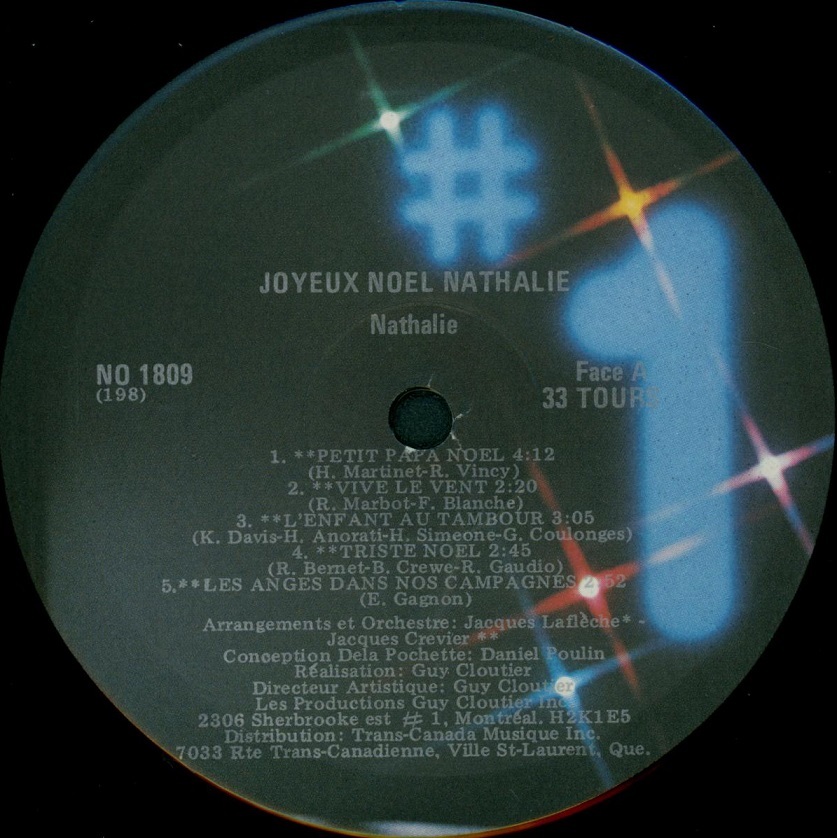 #1
JOYEUX NOEL NATHALIE
Nathalie
NO 1809
(198)
Face A
33 TOURS
1. **PETIT PAPA NOEL 4:12
(H. Martinet-R. Vincy)
2. **VIVE LE VENT 2:20
(R. Marbot-F. Blanche)
3. **L'ENFANT AU TAMBOUR 3:05
(K. Davis-H. Anorati-H. Simeone-G. Coulonges)
4. **TRISTE NOEL 2:45
(R. Bernet-B. Crewe-R. Gaudio)
5.**LES ANGES DANS NOS CAMPAGNES 2:52
(E. Gagnon)
Arrangements et Orchestre: Jacques Laflèche* -
Jacques Crevier **
Conception Dela Pochette: Daniel Poulin
Réalisation: Guy Cloutier
Directeur Artistique: Guy Cloutier
Les Productions Guy Cloutier Inc.
2306 Sherbrooke est # 1, Montréal. H2K1E5
Distribution: Trans-Canada Musique Inc.
7033 Rte Trans-Canadienne, Ville St-Laurent, Que.